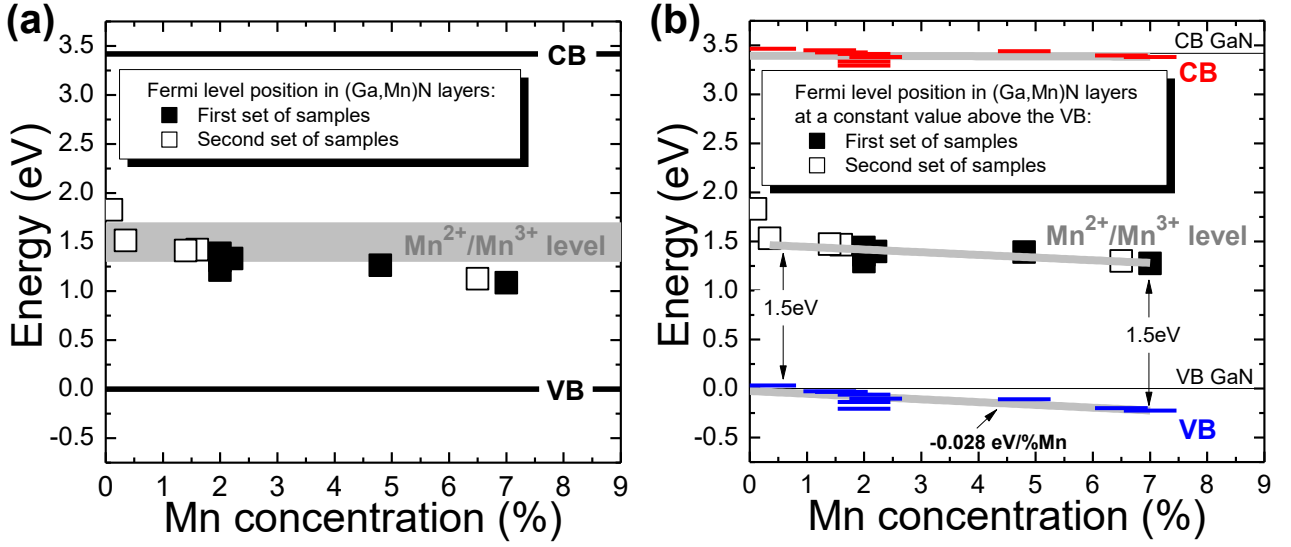 (a)
Energy (eV)
3.5
3.0
2.5
2.0
1.5
1.0
0.5
0.0
-0.5
CB
Fermi level position in (Ga,Mn)N layers:
First set of samples
Second set of samples
Mn2+/Mn3+ level
VB
0 1 2 3 4 5 6 7 8 9
Mn concentration (%)
(b)
Energy (eV)
3.5
3.0
2.5
2.0
1.5
1.0
0.5
0.0
-0.5
CB GaN
CB
Fermi level position in (Ga,Mn)N layers
at a constant value above the VB:
First set of samples
Second set of samples
Mn2+/Mn3+ level
1.5eV
1.5eV
VB GaN
VB
-0.028 eV/%Mn
0 1 2 3 4 5 6 7 8 9
Mn concentration (%)